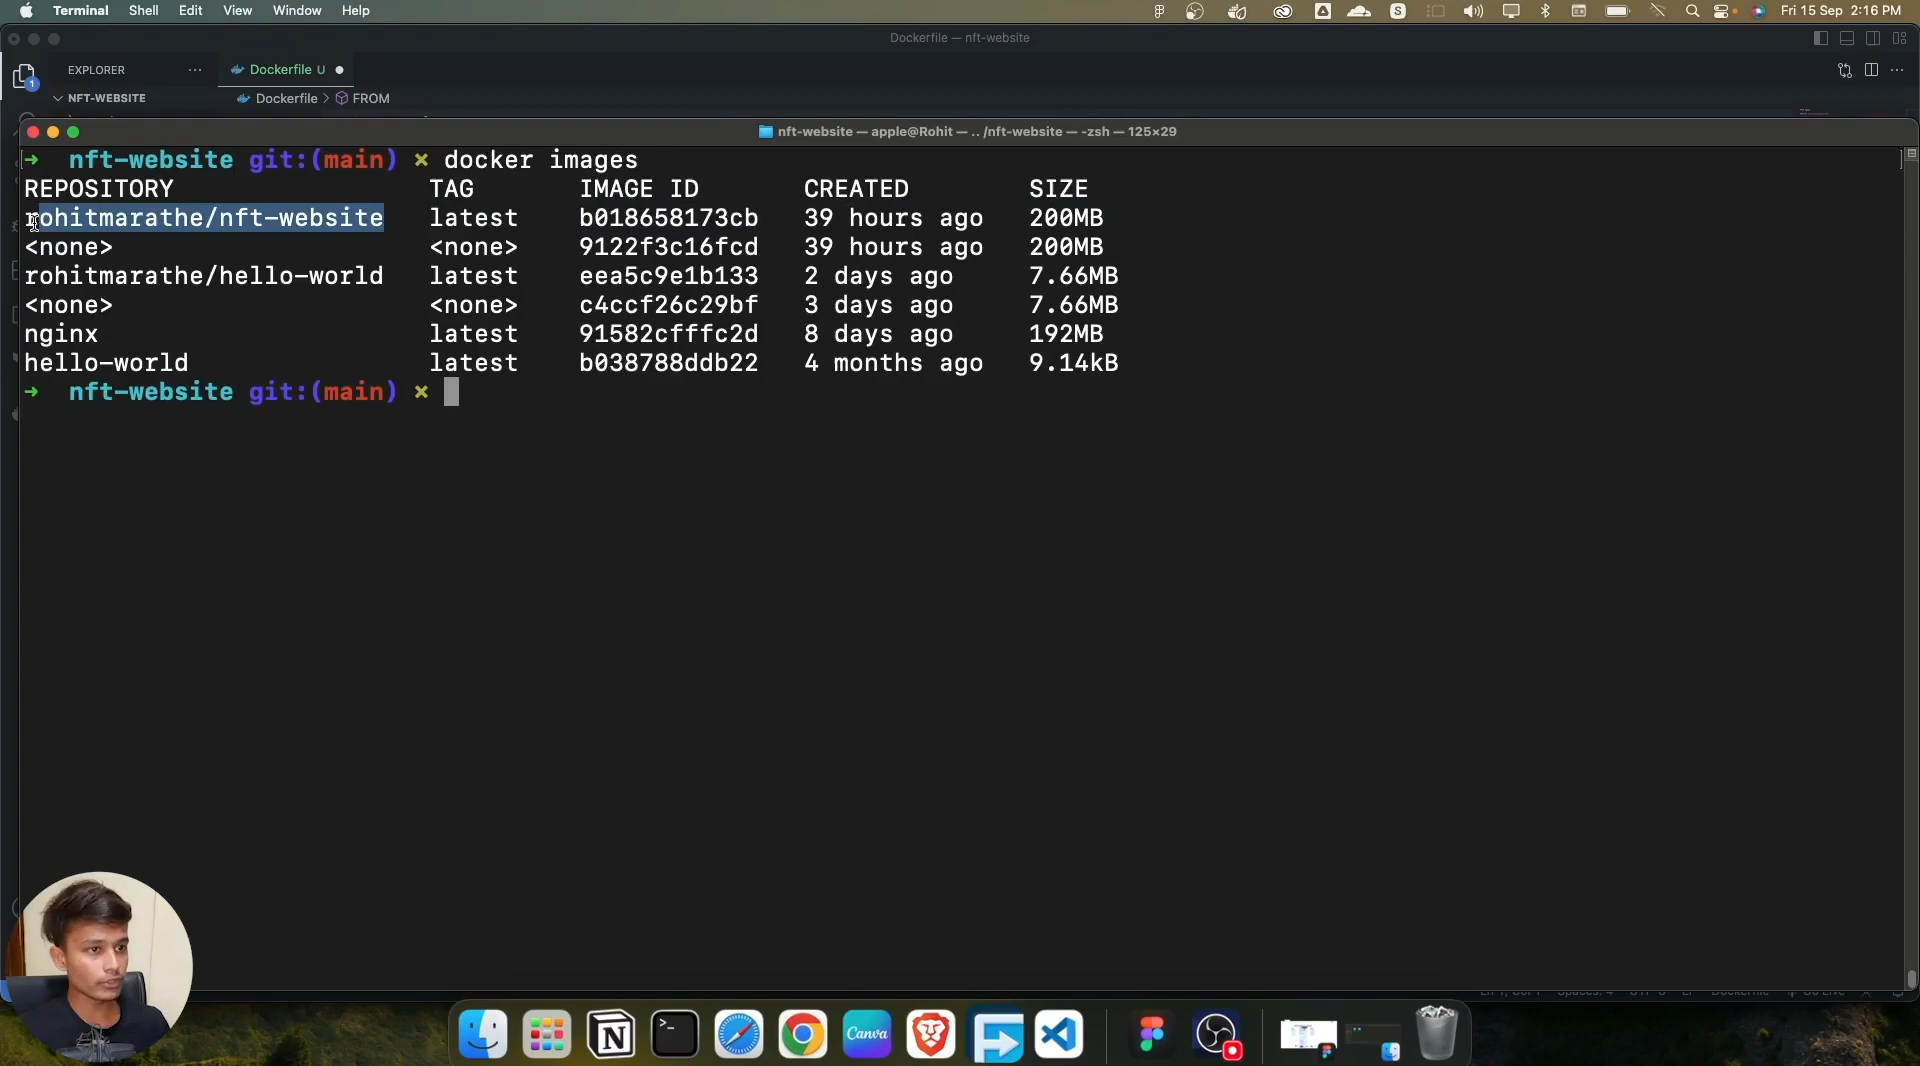 Terminal Shell Edit View Window Help Fri 15 Sep 2:16 PM
Dockerfile — nft-website
EXPLORER ··· Dockerfile U ●
NFT-WEBSITE Dockerfile > FROM
1
nft-website — apple@Rohit — .. /nft-website — -zsh — 125×29
→ nft-website git:(main) × docker images
REPOSITORY TAG IMAGE ID CREATED SIZE
rohitmarathe/nft-website latest b018658173cb 39 hours ago 200MB
<none> <none> 9122f3c16fcd 39 hours ago 200MB
rohitmarathe/hello-world latest eea5c9e1b133 2 days ago 7.66MB
<none> <none> c4ccf26c29bf 3 days ago 7.66MB
nginx latest 91582cfffc2d 8 days ago 192MB
hello-world latest b038788ddb22 4 months ago 9.14kB
→ nft-website git:(main) ×
Canva